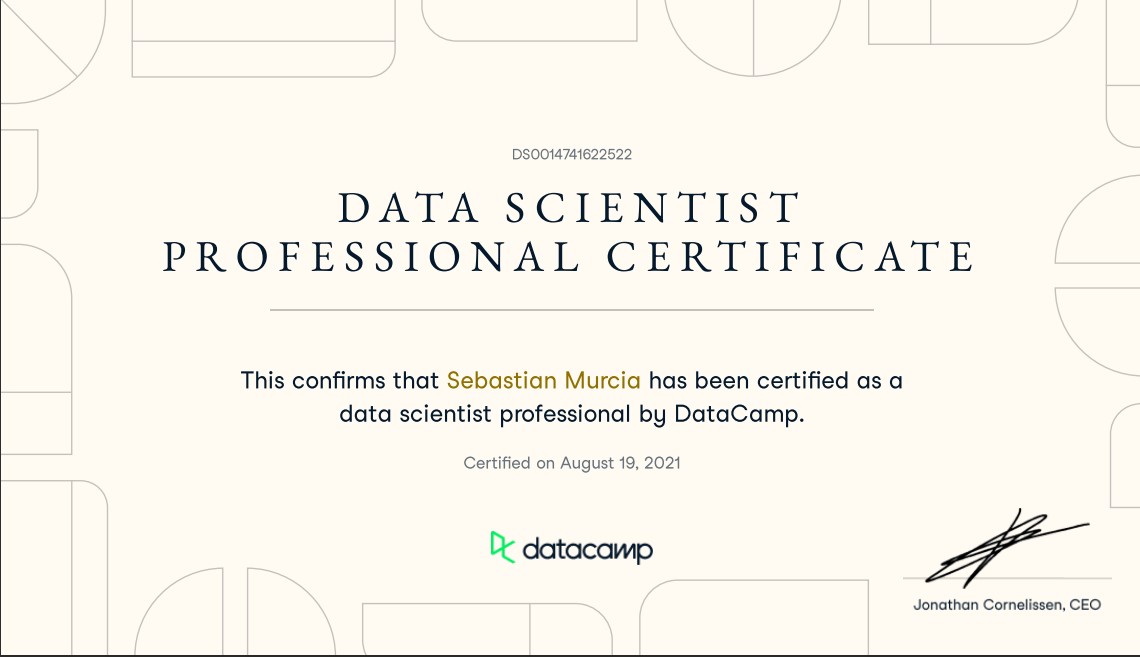 DS0014741622522
DATA SCIENTIST
PROFESSIONAL CERTIFICATE
This confirms that Sebastian Murcia has been certified as a
data scientist professional by DataCamp.
Certified on August 19, 2021
datacamp
Jonathan Cornelissen, CEO